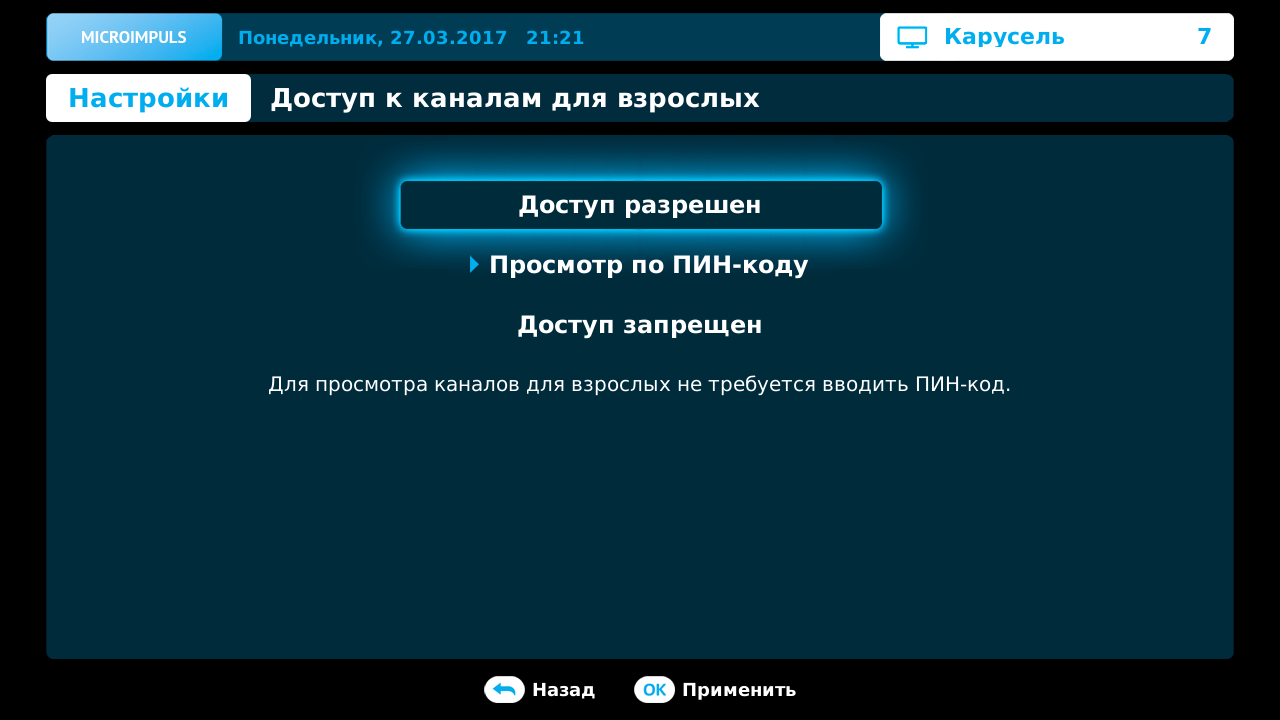 MICROIMPULS Понедельник, 27.03.2017 21:21 Карусель 7
Настройки Доступ к каналам для взрослых
Доступ разрешен
Просмотр по ПИН-коду
Доступ запрещен
Для просмотра каналов для взрослых не требуется вводить ПИН-код.
Назад OK Применить